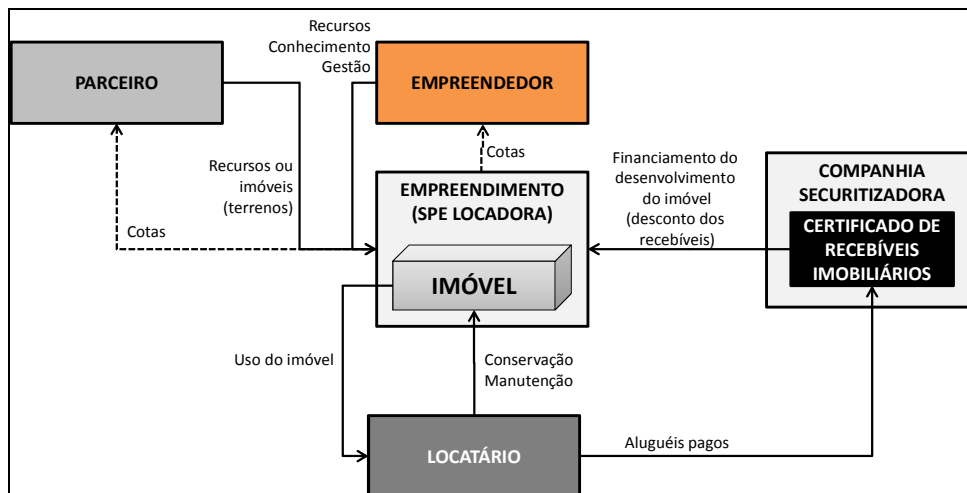 Recursos
Conhecimento
Gestão
PARCEIRO
EMPREENDEDOR
Cotas
Recursos ou
imóveis
(terrenos)
Cotas
EMPREENDIMENTO
(SPE LOCADORA)
IMÓVEL
Financiamento do
desenvolvimento
do imóvel
(desconto dos
recebíveis)
COMPANHIA
SECURITIZADORA
CERTIFICADO DE
RECEBÍVEIS
IMOBILIÁRIOS
Uso do imóvel
Conservação
Manutenção
LOCATÁRIO
Aluguéis pagos